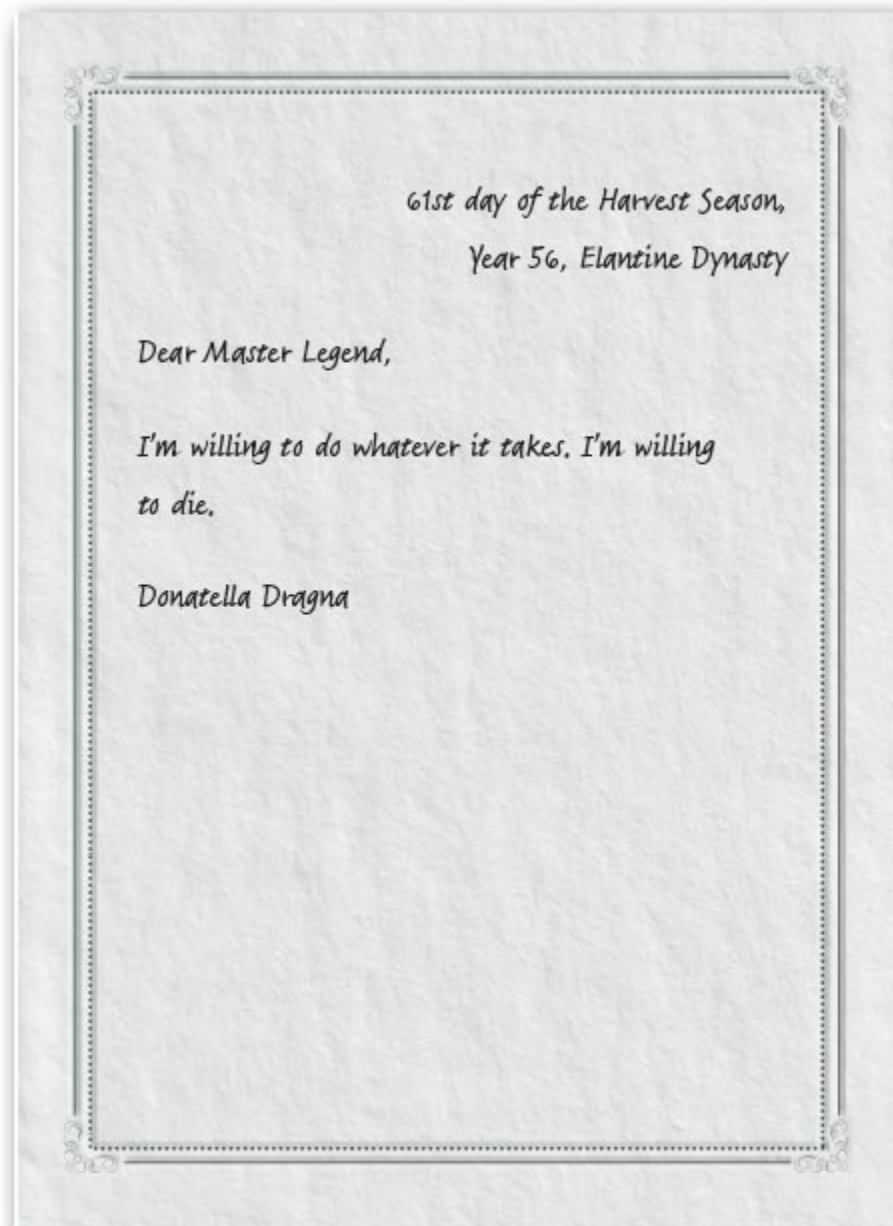 61st day of the Harvest Season,
Year 56, Elantine Dynasty
Dear Master Legend,
I'm willing to do whatever it takes. I'm willing
to die.
Donatella Dragna